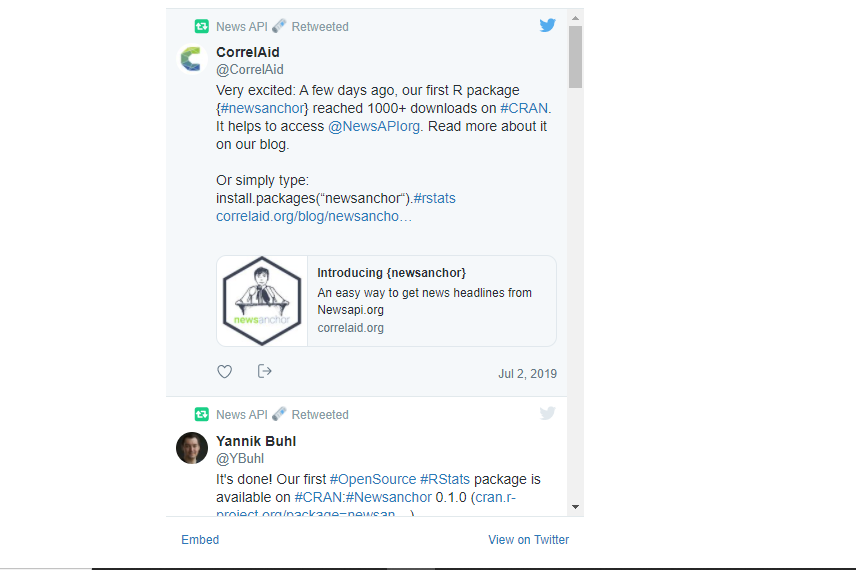 News API 🗞️ Retweeted
CorrelAid
@CorrelAid
Very excited: A few days ago, our first R package
{#newsanchor} reached 1000+ downloads on #CRAN.
It helps to access @NewsAPIorg. Read more about it
on our blog.
Or simply type:
install.packages(“newsanchor“).#rstats
correlaid.org/blog/newsancho…
newsanchor
Introducing {newsanchor}
An easy way to get news headlines from
Newsapi.org
correlaid.org
Jul 2, 2019
News API 🗞️ Retweeted
Yannik Buhl
@YBuhl
It's done! Our first #OpenSource #RStats package is
available on #CRAN:#Newsanchor 0.1.0 (cran.r-
project.org/package=newsan…)
Embed
View on Twitter